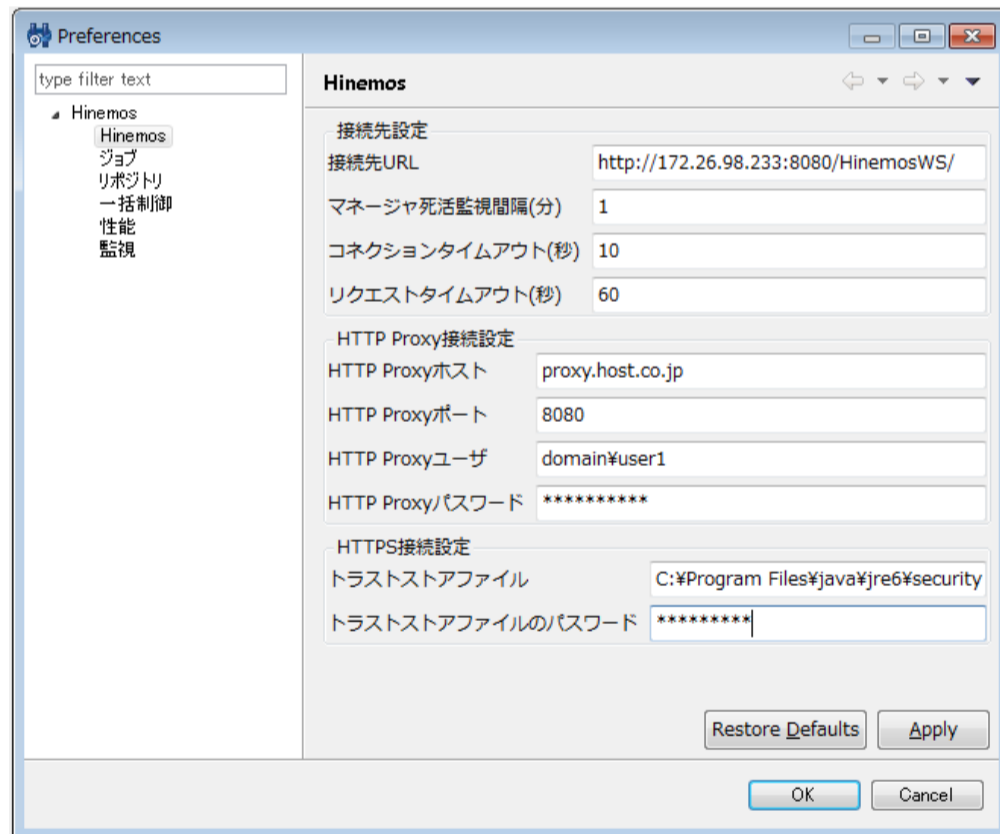 Preferences
type filter text
Hinemos
Hinemos
ジョブ
リポジトリ
一括制御
性能
監視
Hinemos
接続先設定
接続先URL http://172.26.98.233:8080/HinemosWS/
マネージャ死活監視間隔(分) 1
コネクションタイムアウト(秒) 10
リクエストタイムアウト(秒) 60
HTTP Proxy接続設定
HTTP Proxyホスト proxy.host.co.jp
HTTP Proxyポート 8080
HTTP Proxyユーザ domain¥user1
HTTP Proxyパスワード **********
HTTPS接続設定
トラストストアファイル C:¥Program Files¥java¥jre6¥security
トラストストアファイルのパスワード *********
Restore Defaults Apply
OK Cancel